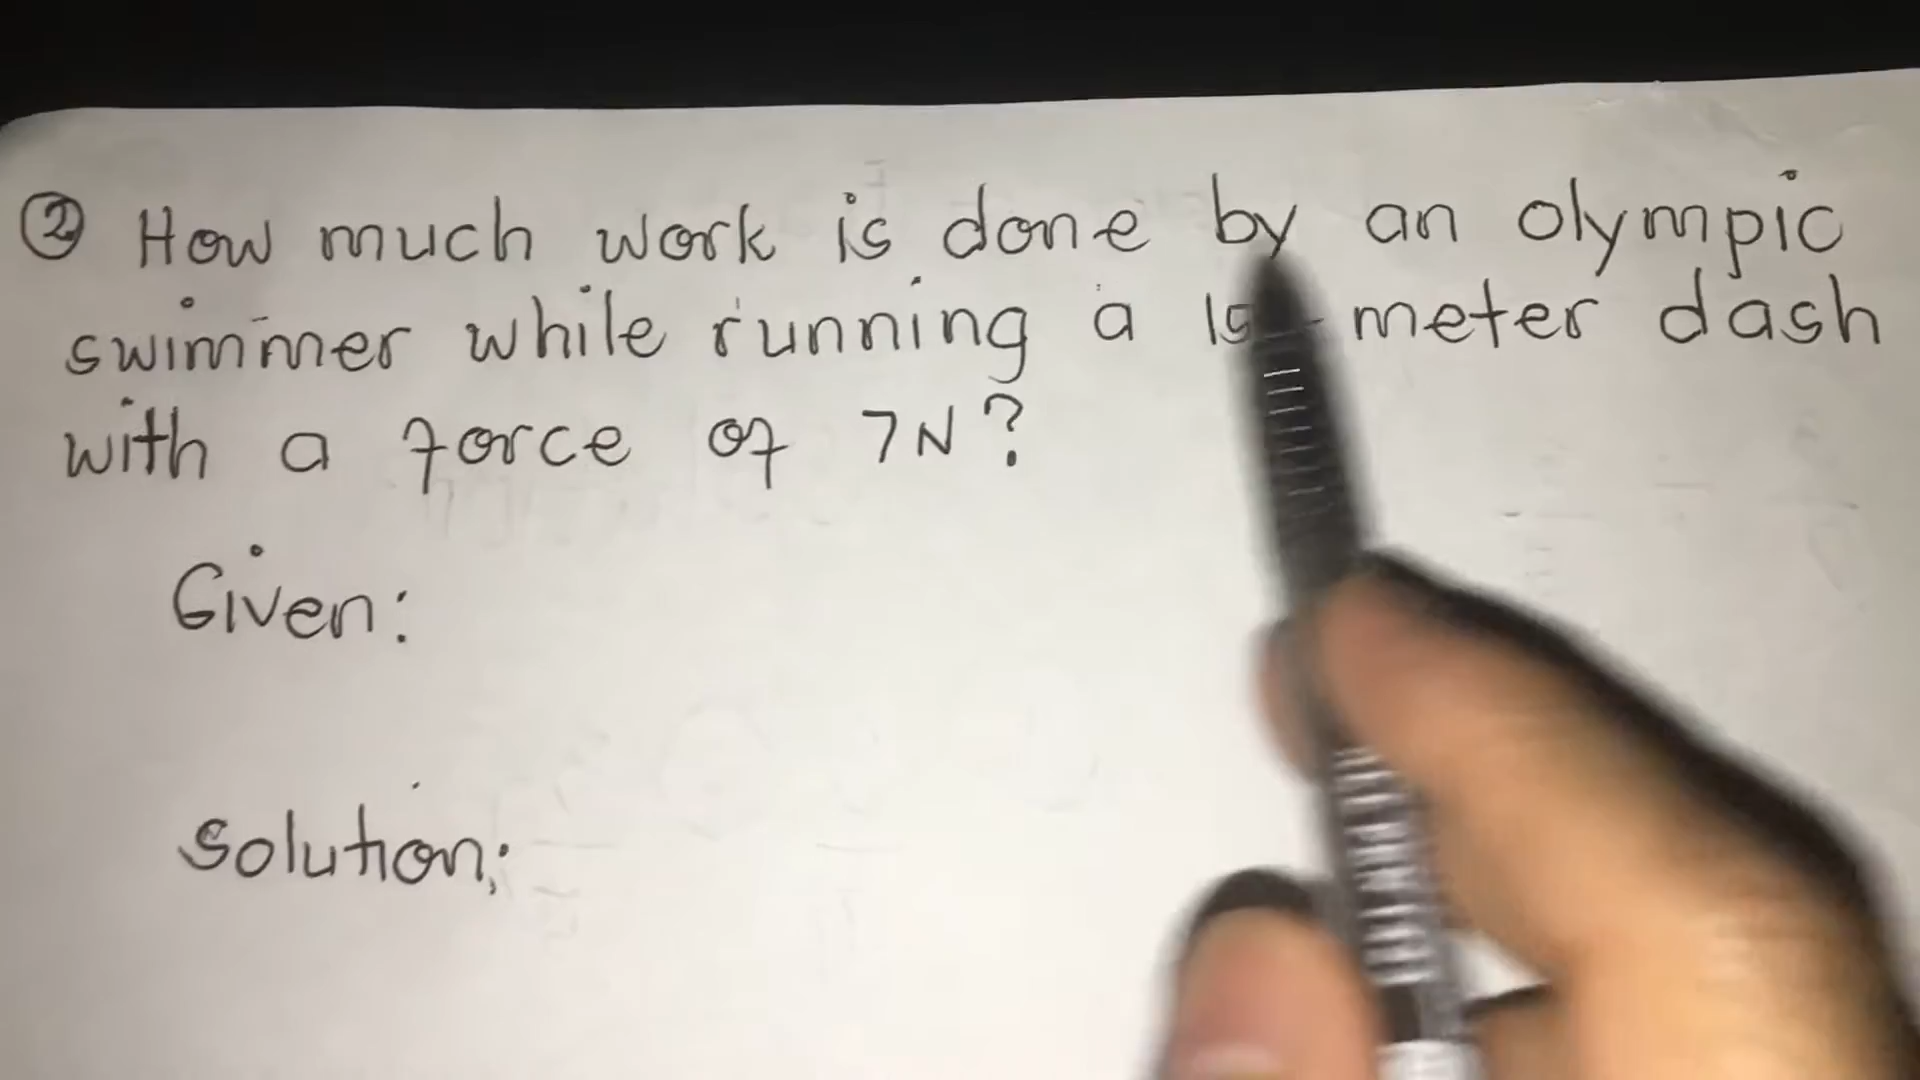 ② How much work is done by an olympic
swimmer while running a meter dash
with a force of 7N?
Given:
Solution: